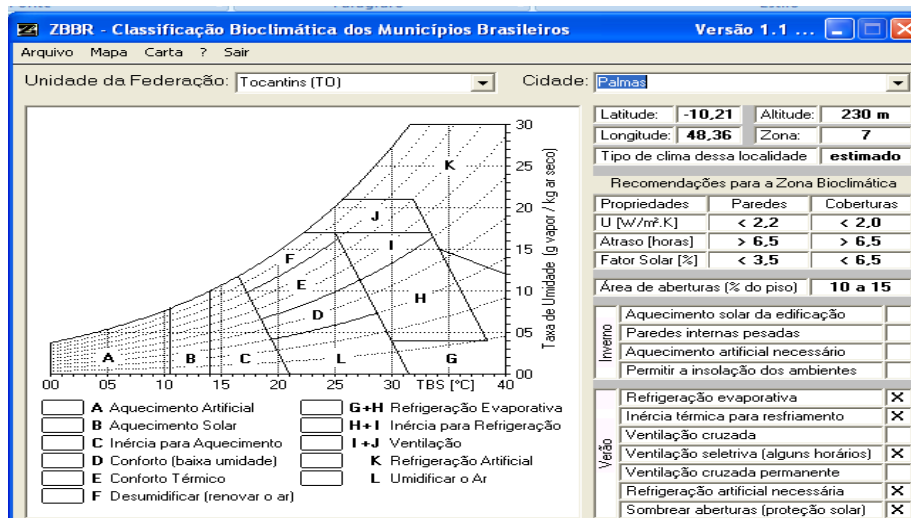 ZBBR - Classificação Bioclimática dos Municípios Brasileiros Versão 1.1 ...
Arquivo Mapa Carta ? Sair
Unidade da Federação: Tocantins (TO) Cidade: Palmas
30
25
20
15
10
05
00
Taxa de Umidade (g vapor / kg ar seco)
K
J
I
F
E
H
D
A B C L G
00 05 10 15 20 25 30 TBS [°C] 35 40
A Aquecimento Artificial
B Aquecimento Solar
C Inércia para Aquecimento
D Conforto (baixa umidade)
E Conforto Térmico
F Desumidificar (renovar o ar)
G+H Refrigeração Evaporativa
H+I Inércia para Refrigeração
I+J Ventilação
K Refrigeração Artificial
L Umidificar o Ar
Latitude: -10,21 Altitude: 230 m
Longitude: 48,36 Zona: 7
Tipo de clima dessa localidade estimado
Recomendações para a Zona Bioclimática
Propriedades Paredes Coberturas
U [W/m².K] < 2,2 < 2,0
Atraso [horas] > 6,5 > 6,5
Fator Solar [%] < 3,5 < 6,5
Área de aberturas (% do piso) 10 a 15
Inverno
Aquecimento solar da edificação
Paredes internas pesadas
Aquecimento artificial necessário
Permitir a insolação dos ambientes
Verão
Refrigeração evaporativa X
Inércia térmica para resfriamento X
Ventilação cruzada
Ventilação seletriva (alguns horários) X
Ventilação cruzada permanente
Refrigeração artificial necessária X
Sombrear aberturas (proteção solar) X